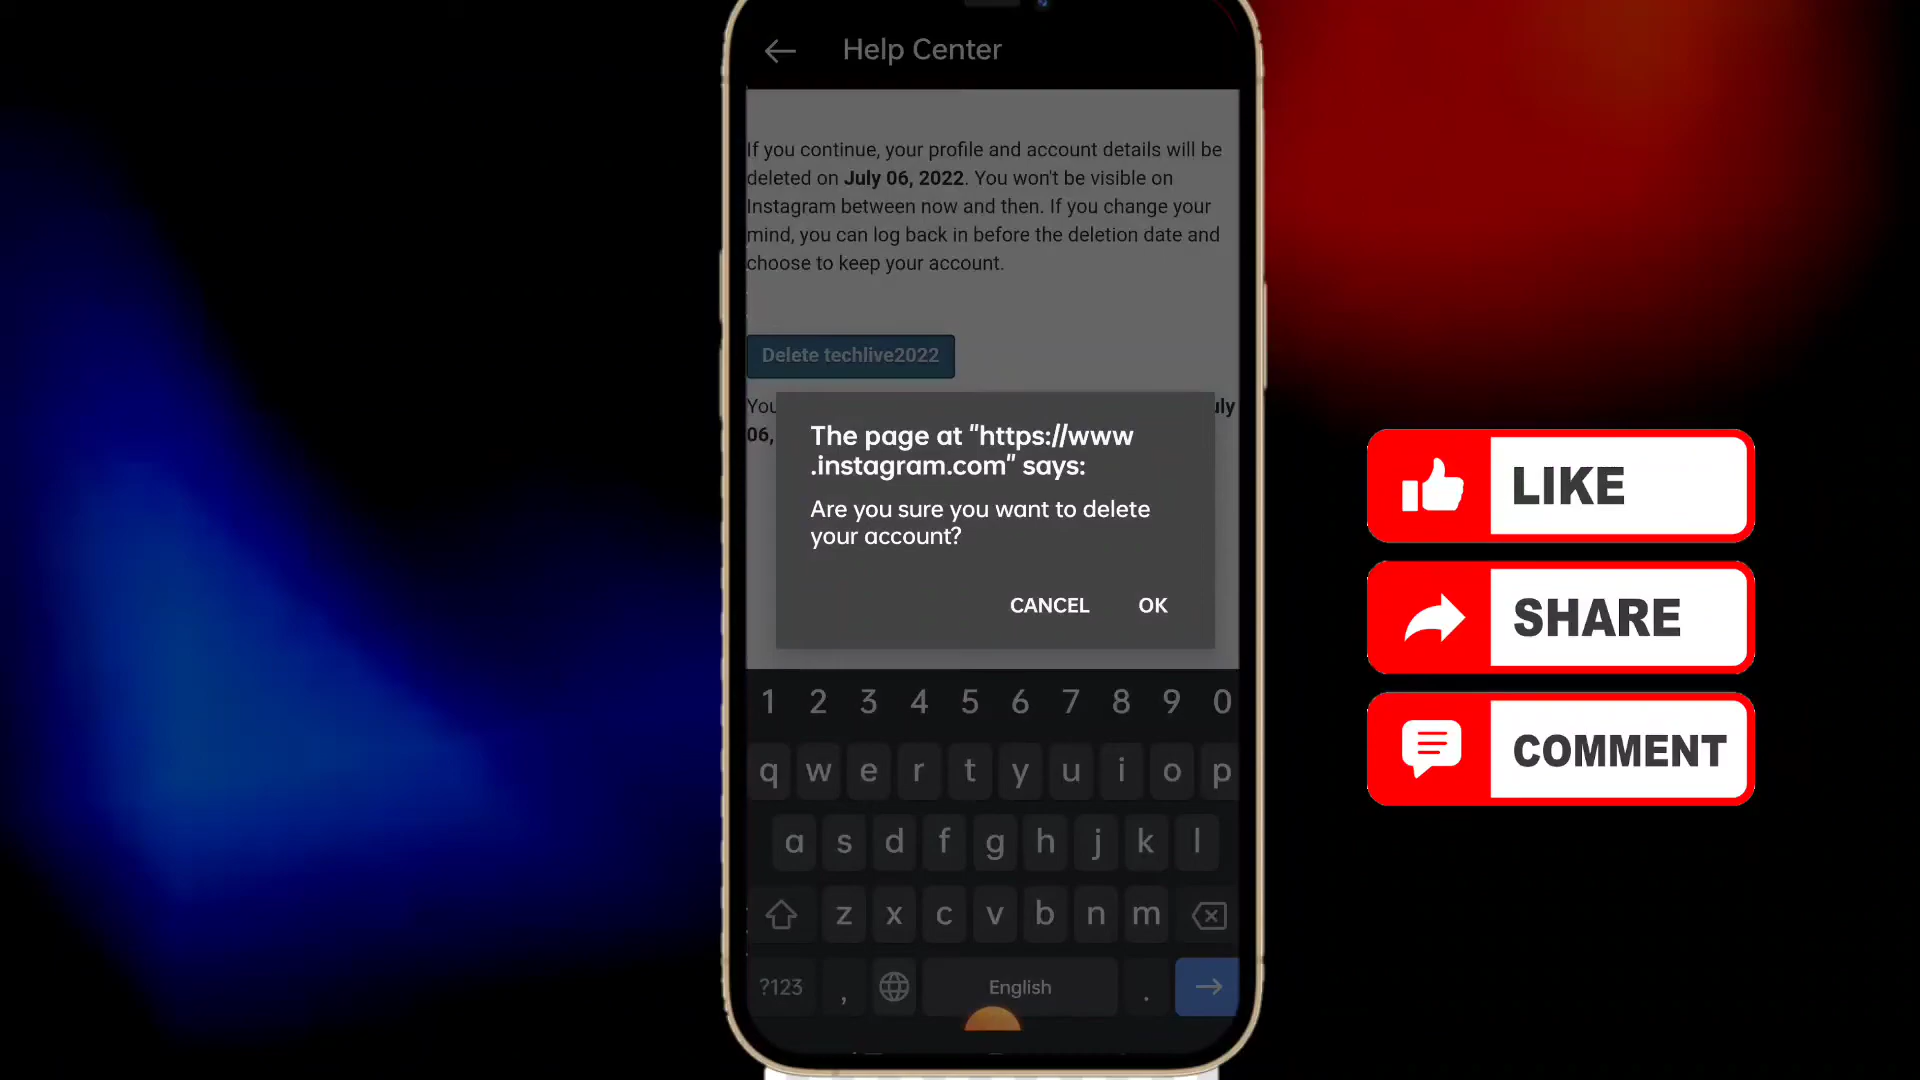 Help Center
If you continue, your profile and account details will be
deleted on July 06, 2022. You won't be visible on
Instagram between now and then. If you change your
mind, you can log back in before the deletion date and
choose to keep your account.
Delete techlive2022
06,
The page at "https://www
.instagram.com" says:
Are you sure you want to delete
your account?
CANCEL OK
LIKE
SHARE
COMMENT
1 2 3 4 5 6 7 8 9 0
q w e r t y u i o p
a s d f g h j k l
z x c v b n m
?123 , English .